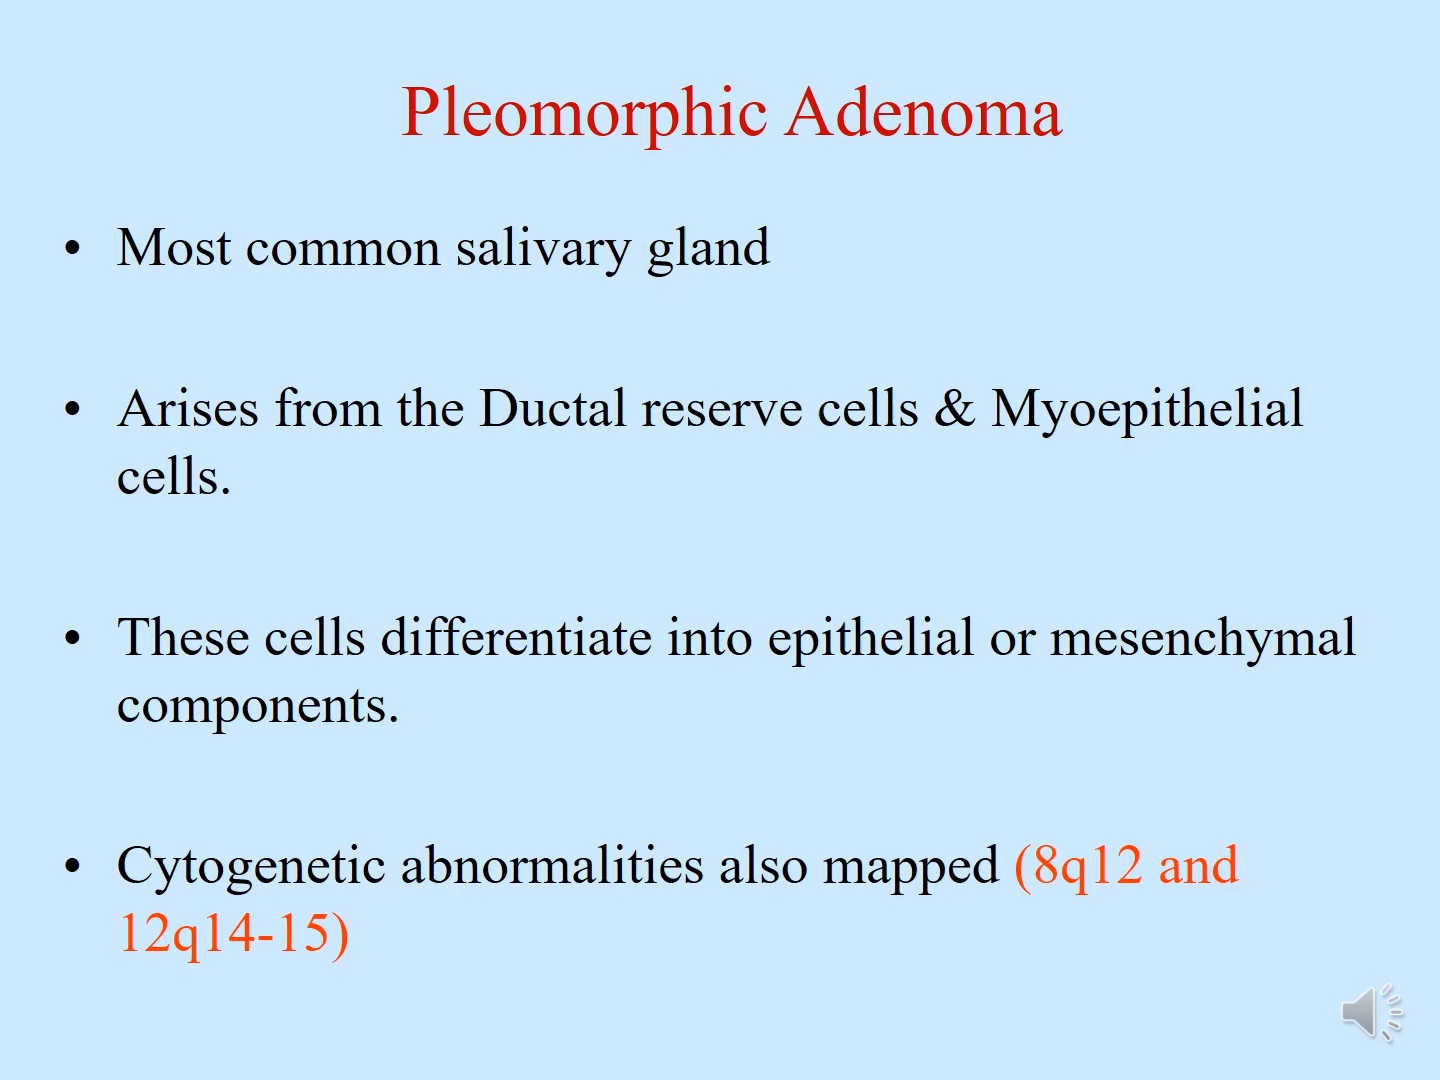 Pleomorphic Adenoma
• Most common salivary gland
• Arises from the Ductal reserve cells & Myoepithelial
cells.
• These cells differentiate into epithelial or mesenchymal
components.
• Cytogenetic abnormalities also mapped (8q12 and
12q14-15)